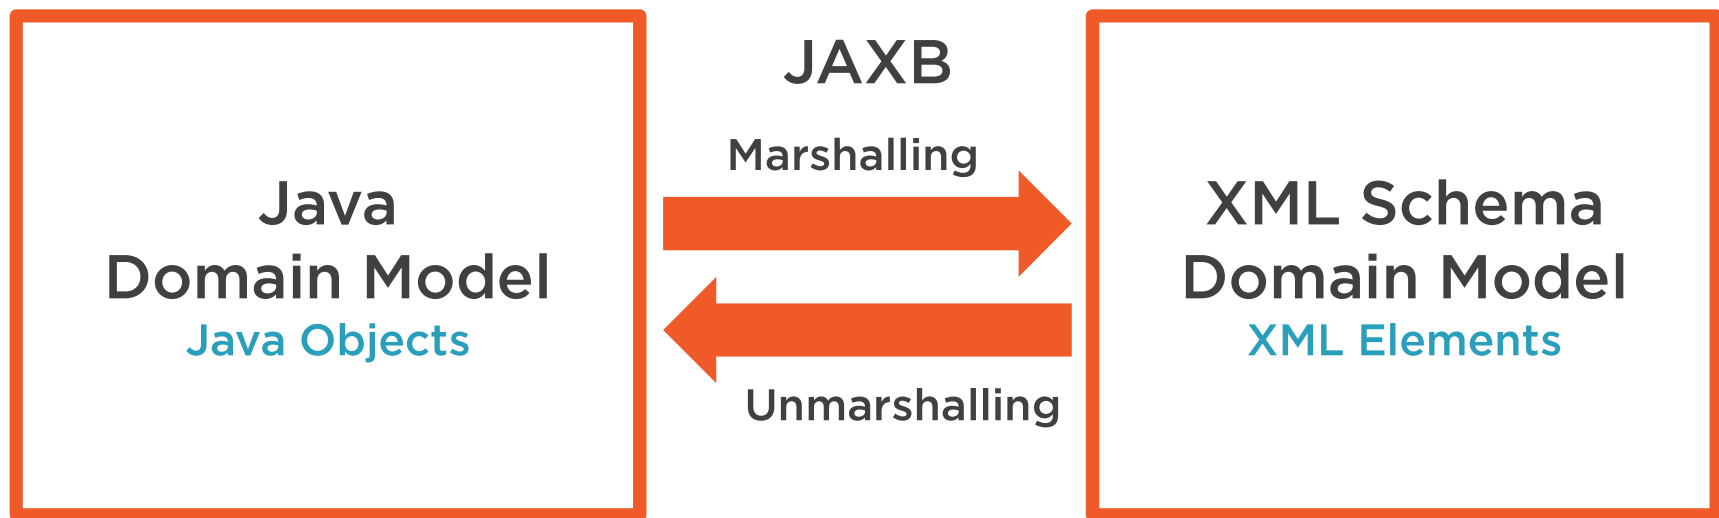 JAXB
Marshalling
Java
Domain Model
Java Objects
XML Schema
Domain Model
XML Elements
Unmarshalling